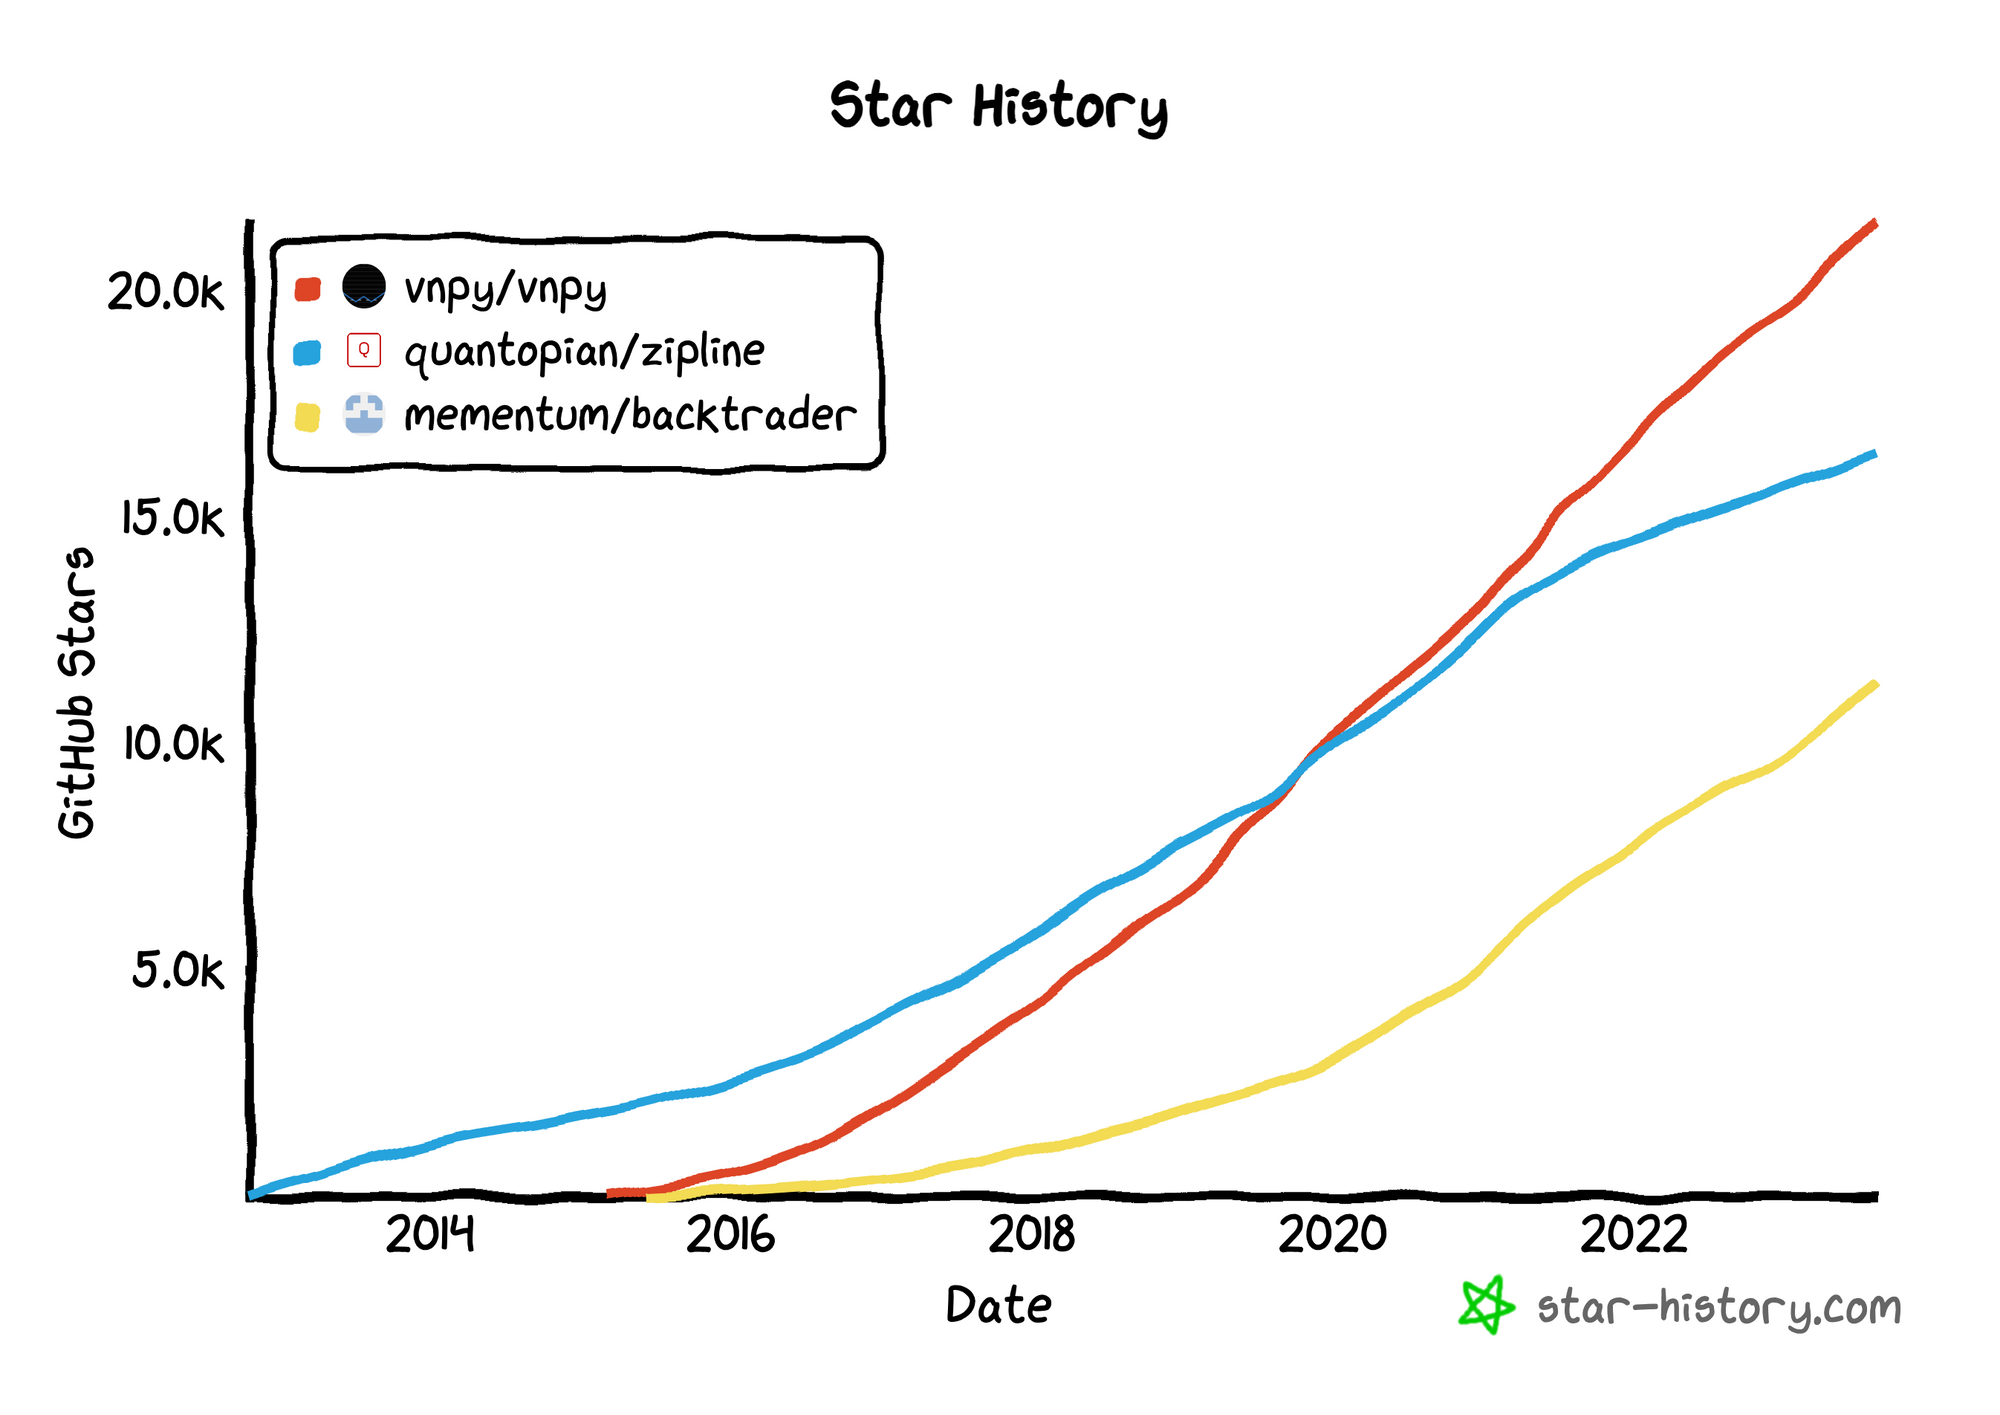 Star History
vnpy/vnpy
Q quantopian/zipline
mementum/backtrader
20.0k
15.0k
10.0k
5.0k
GitHub Stars
2014 2016 2018 2020 2022
Date
star-history.com